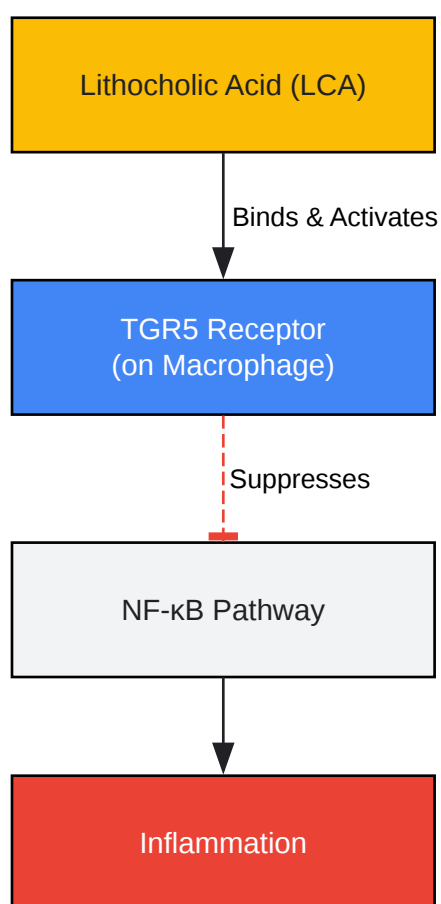 Lithocholic Acid (LCA)
Binds & Activates
TGR5 Receptor
(on Macrophage)
Suppresses
NF-κB Pathway
Inflammation